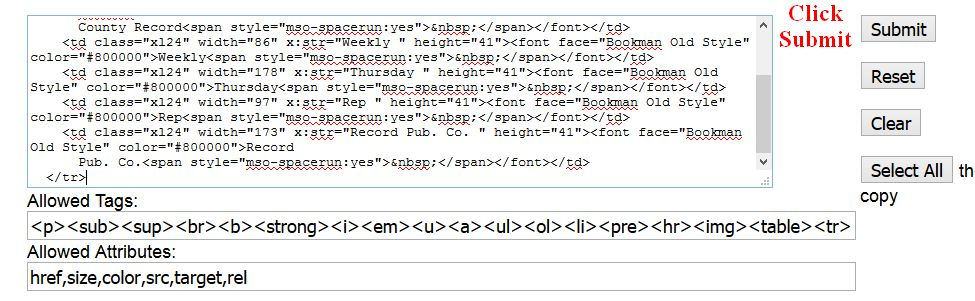 County Record<span style="mso-spacerun:yes">&nbsp;</span></font></td>
<td class="xl24" width="86" x:str="Weekly " height="41"><font face="Bookman Old Style"
color="#800000">Weekly<span style="mso-spacerun:yes">&nbsp;</span></font></td>
<td class="xl24" width="178" x:str="Thursday " height="41"><font face="Bookman Old
Style" color="#800000">Thursday<span style="mso-spacerun:yes">&nbsp;</span></font></td>
<td class="xl24" width="97" x:str="Rep " height="41"><font face="Bookman Old Style"
color="#800000">Rep<span style="mso-spacerun:yes">&nbsp;</span></font></td>
<td class="xl24" width="173" x:str="Record Pub. Co. " height="41"><font face="Bookman
Old Style" color="#800000">Record
Pub. Co.<span style="mso-spacerun:yes">&nbsp;</span></font></td>
</tr>
Click
Submit
Submit
Reset
Clear
Select All th
copy
Allowed Tags:
<p><sub><sup><br><b><strong><i><em><u><a><ul><ol><li><pre><hr><img><table><tr>
Allowed Attributes:
href,size,color,src,target,rel